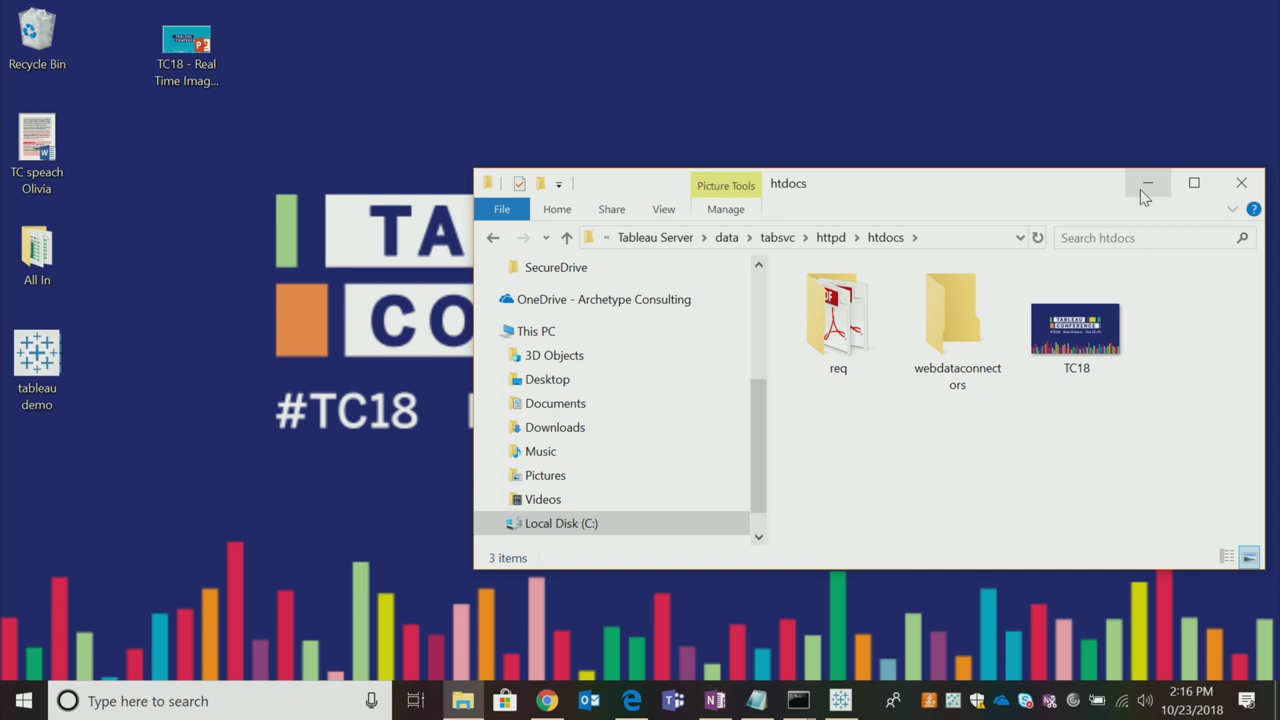 Recycle Bin
TC18 - Real
Time Imag...
TC speach
Olivia
All In
tableau
demo
TA
CO
#TC18
Picture Tools
htdocs
File
Home
Share
View
Manage
« Tableau Server > data > tabsvc > httpd > htdocs >
Search htdocs
SecureDrive
OneDrive - Archetype Consulting
This PC
3D Objects
Desktop
Documents
Downloads
Music
Pictures
Videos
Local Disk (C:)
req
webdataconnect
ors
TABLEAU
CONFERENCE
TC18
3 items
Type here to search
2:16 PM
10/23/2018